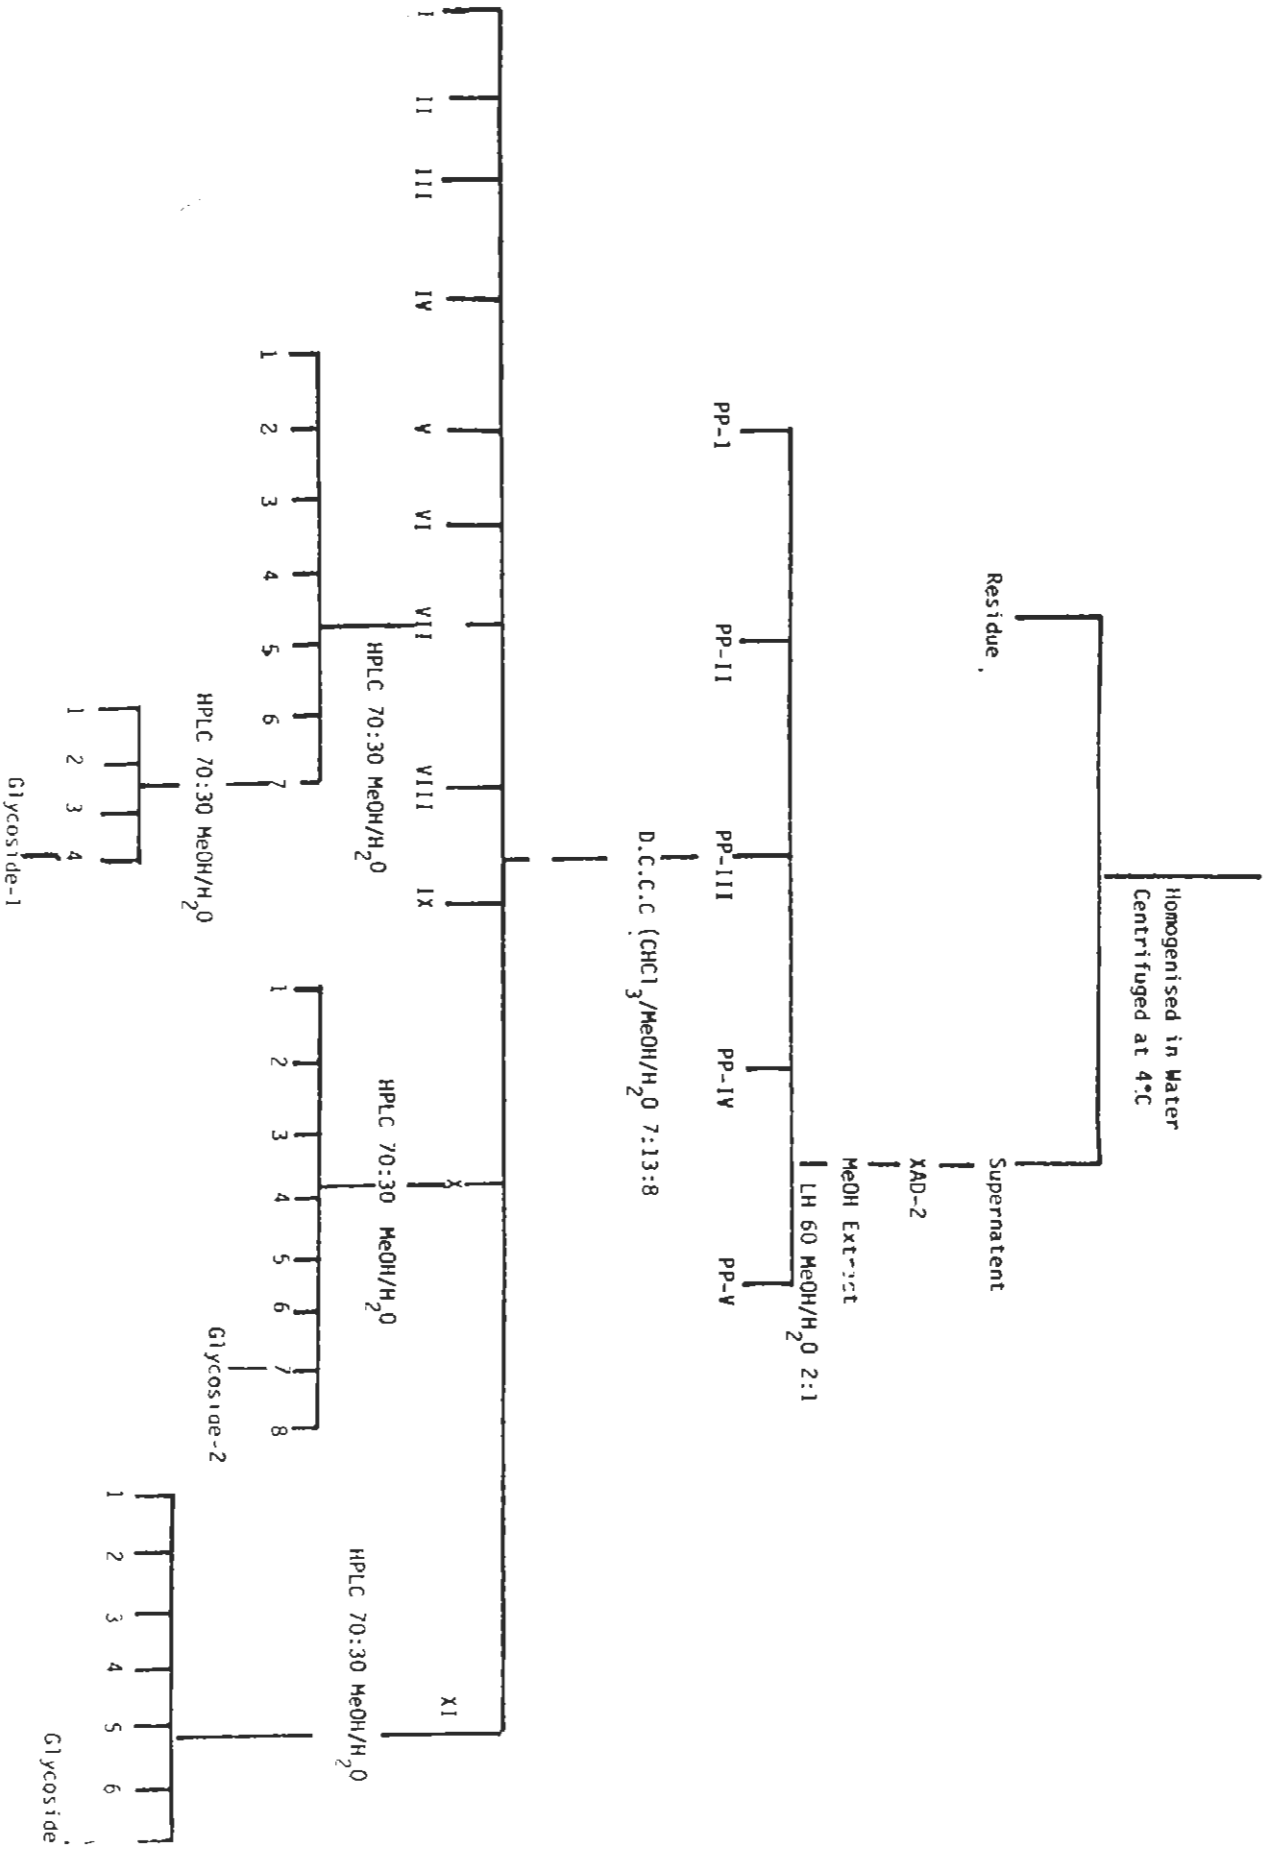 Homogenised in Water
Centrifuged at 4°C
Residue
Supernatent
XAD-2
MeOH Extract
LH 60 MeOH/H2O 2:1
PP-1
PP-II
PP-III
PP-IV
PP-V
D.C.C.C (CHCl3/MeOH/H2O 7:13:8
I
II
III
IV
V
VI
VII
VIII
IX
X
XI
HPLC 70:30 MeOH/H2O
HPLC 70:30 MeOH/H2O
HPLC 70:30 MeOH/H2O
1
2
3
4
5
6
7
1
2
3
4
5
6
7
8
Glycoside-2
HPLC 70:30 MeOH/H2O
1
2
3
4
Glycoside-1
1
2
3
4
5
6
Glycoside